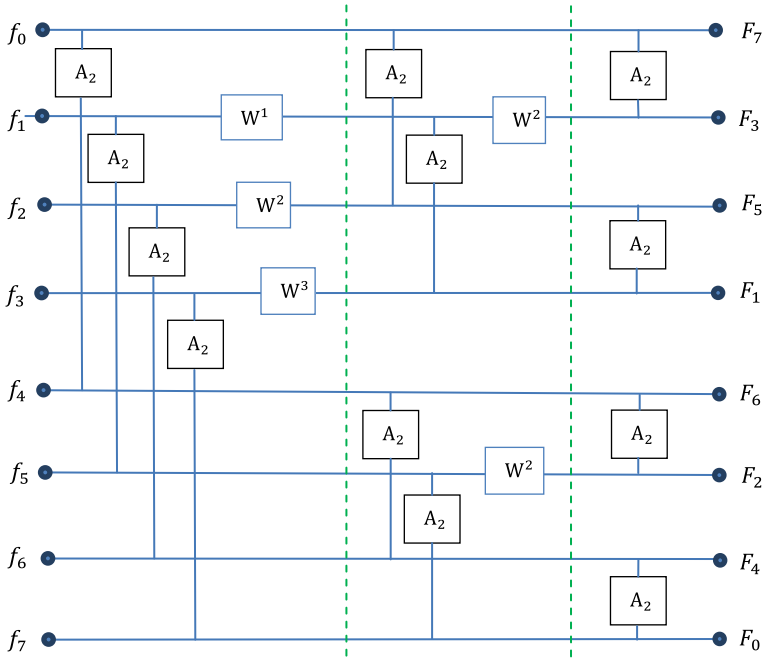 f₀ F₇
A₂ A₂ A₂
f₁ W¹ W² F₃
A₂ A₂
f₂ W² F₅
A₂ A₂
f₃ W³ F₁
A₂
f₄ F₆
A₂ A₂
f₅ W² F₂
A₂
f₆ F₄
A₂
f₇ F₀